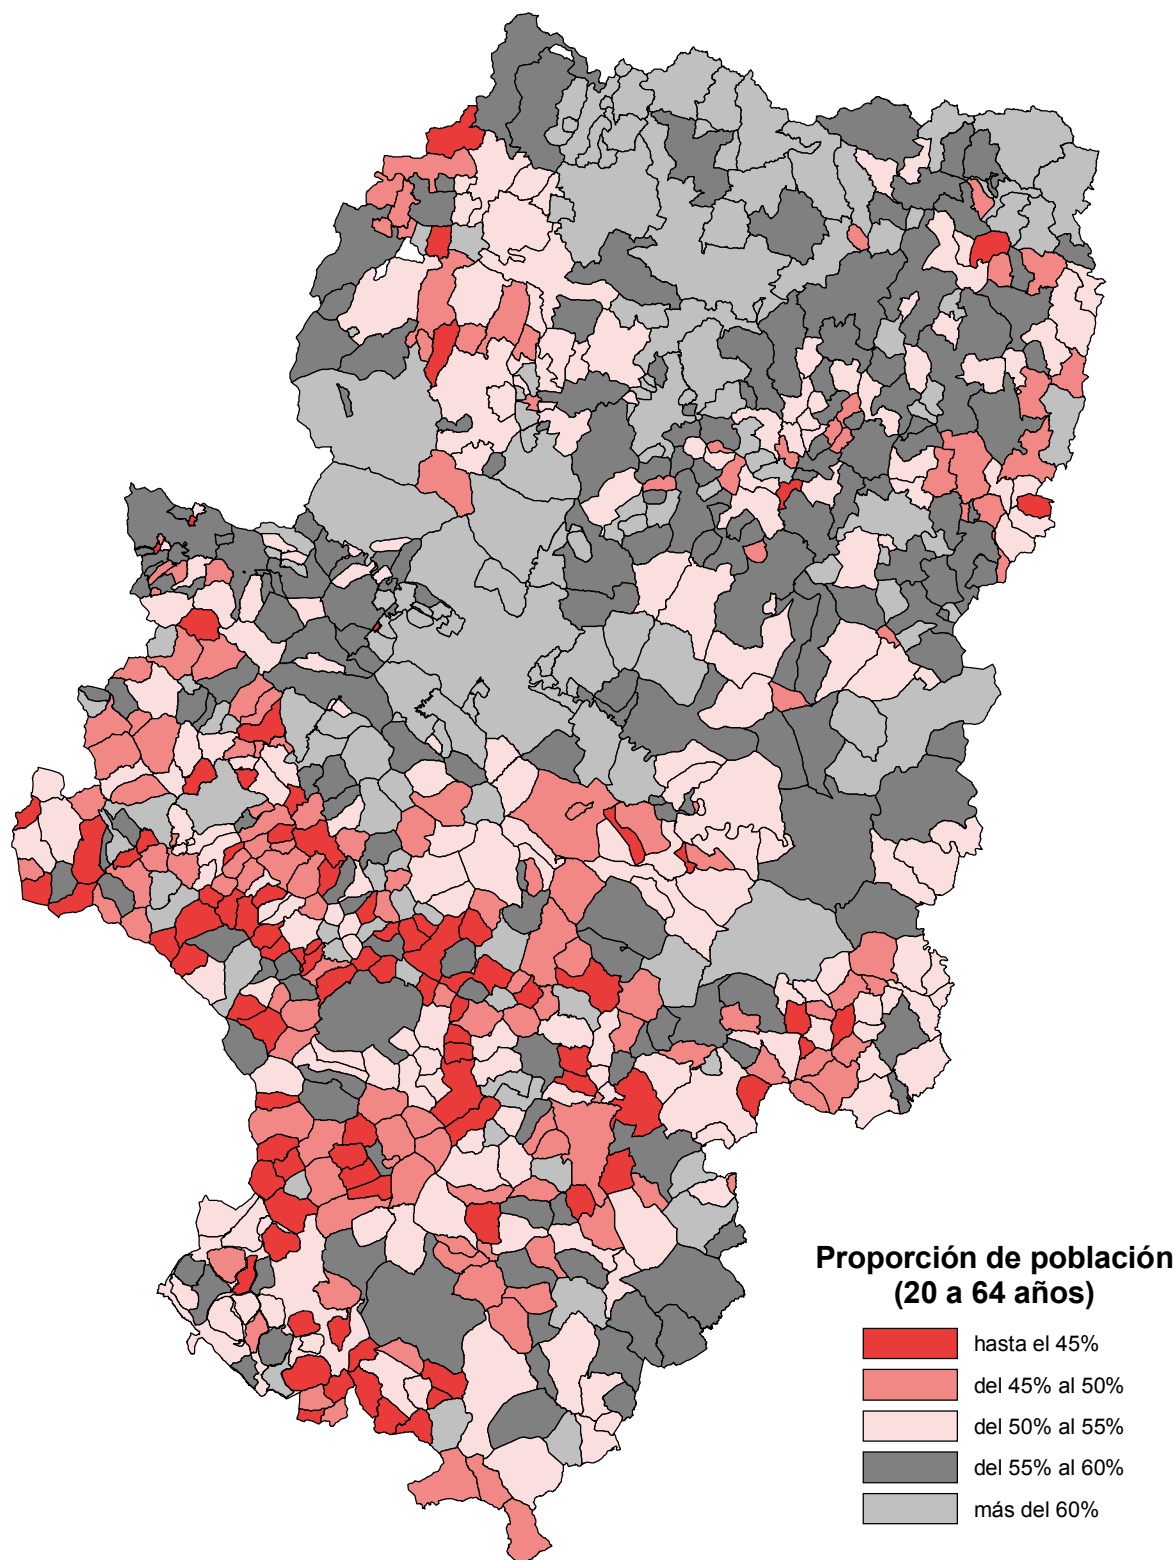 Proporción de población
(20 a 64 años)
hasta el 45%
del 45% al 50%
del 50% al 55%
del 55% al 60%
más del 60%